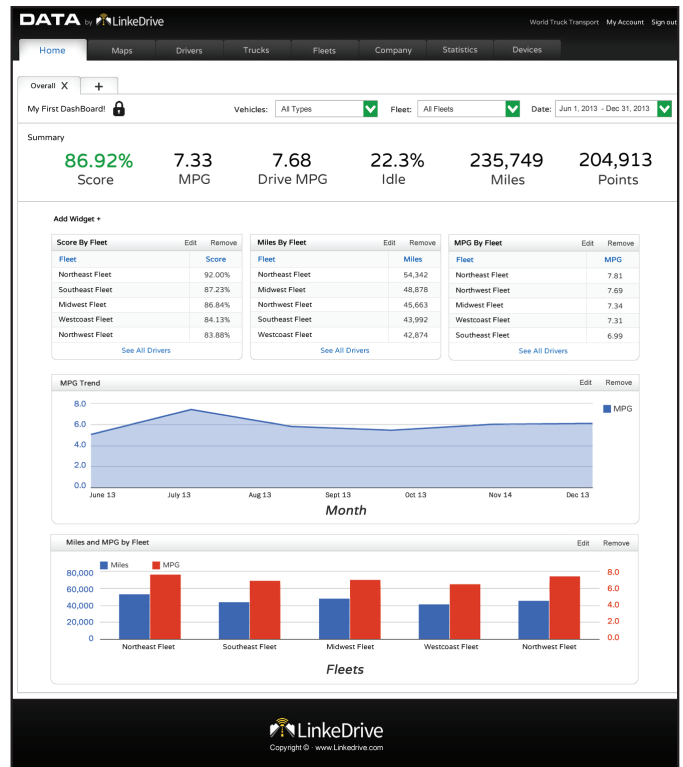 DATA by LinkeDrive
World Truck Transport My Account Sign out
Home Maps Drivers Trucks Fleets Company Statistics Devices
Overall X +
My First DashBoard! Vehicles: All Types Fleet: All Fleets Date: Jun 1, 2013 - Dec 31, 2013
Summary
86.92% 7.33 7.68 22.3% 235,749 204,913
Score MPG Drive MPG Idle Miles Points
Add Widget +
Score By Fleet Edit Remove
Fleet Score
Northeast Fleet 92.00%
Southeast Fleet 87.23%
Midwest Fleet 86.84%
Westcoast Fleet 84.13%
Northwest Fleet 83.88%
See All Drivers
Miles By Fleet Edit Remove
Fleet Miles
Northeast Fleet 54,342
Midwest Fleet 48,878
Northwest Fleet 45,663
Southeast Fleet 43,992
Westcoast Fleet 42,874
See All Drivers
MPG By Fleet Edit Remove
Fleet MPG
Northeast Fleet 7.81
Northwest Fleet 7.69
Midwest Fleet 7.34
Westcoast Fleet 7.31
Southeast Fleet 6.99
See All Drivers
MPG Trend Edit Remove
8.0
6.0
4.0
2.0
0.0
MPG
June 13 July 13 Aug 13 Sept 13 Oct 13 Nov 14 Dec 13
Month
Miles and MPG by Fleet Edit Remove
Miles MPG
80,000 8.0
60,000 6.0
40,000 4.0
20,000 2.0
0 0.0
Northeast Fleet Southeast Fleet Midwest Fleet Westcoast Fleet Northwest Fleet
Fleets
LinkeDrive
Copyright © · www.Linkedrive.com